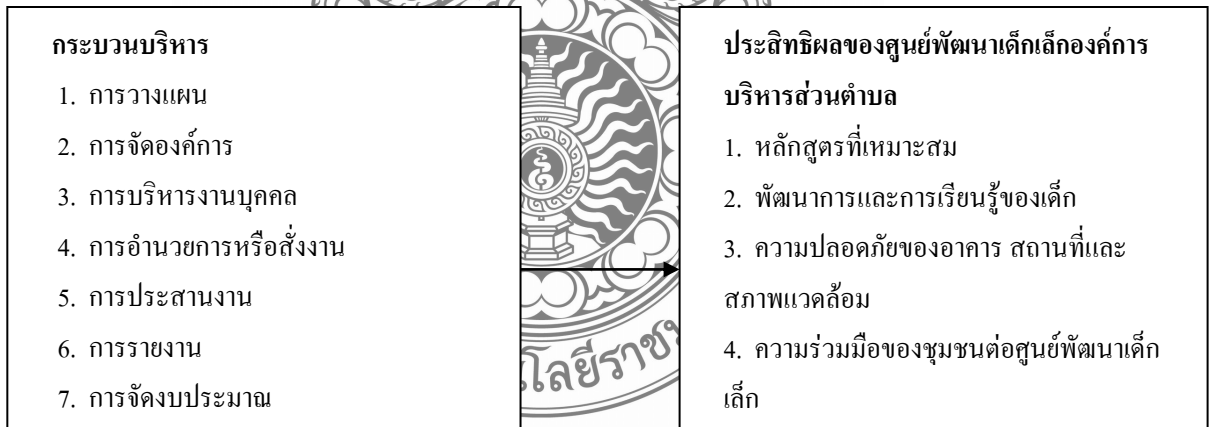 กระบวนบริหาร
1. การวางแผน
2. การจัดองค์การ
3. การบริหารงานบุคคล
4. การอำนวยการหรือสั่งงาน
5. การประสานงาน
6. การรายงาน
7. การจัดงบประมาณ
ประสิทธิผลของศูนย์พัฒนาเด็กเล็กองค์การ
บริหารส่วนตำบล
1. หลักสูตรที่เหมาะสม
2. พัฒนาการและการเรียนรู้ของเด็ก
3. ความปลอดภัยของอาคาร สถานที่และ
สภาพแวดล้อม
4. ความร่วมมือของชุมชนต่อศูนย์พัฒนาเด็ก
เล็ก